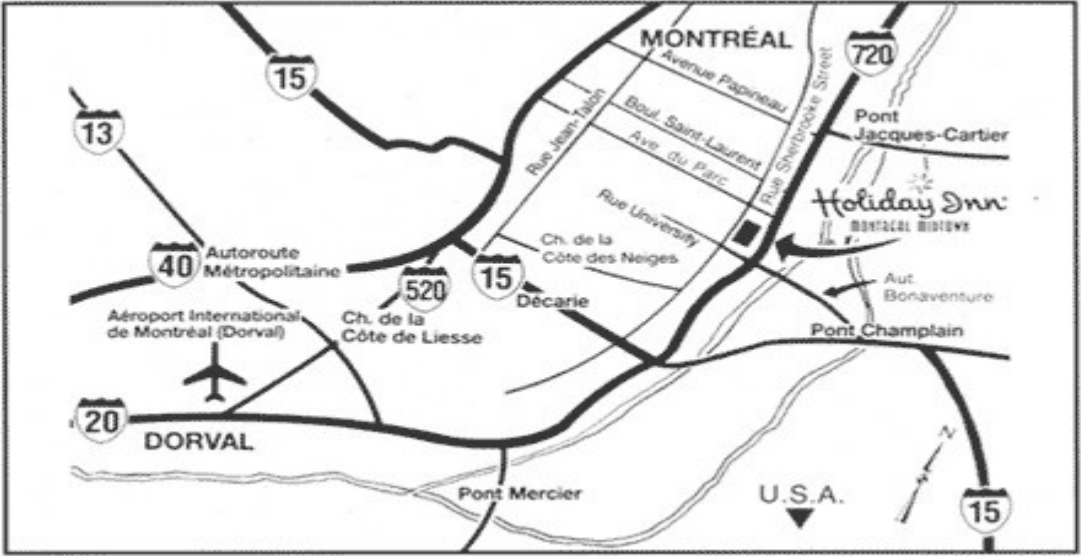 MONTRÉAL
720
15
Avenue Papineau
Rue Sherbrooke Street
13
Boul. Saint-Laurent
Pont
Jacques-Cartier
Rue Jean-Talon
Ave du Parc
Holiday Inn
MONTREAL MIDTOWN
Rue University
40
Autoroute
Métropolitaine
Ch. de la
Côte des Neiges
520
15
Décarie
Aut.
Bonaventure
Aéroport International
de Montréal (Dorval)
Ch. de la
Côte de Liesse
Pont Champlain
20
DORVAL
N
Pont Mercier
U.S.A.
15